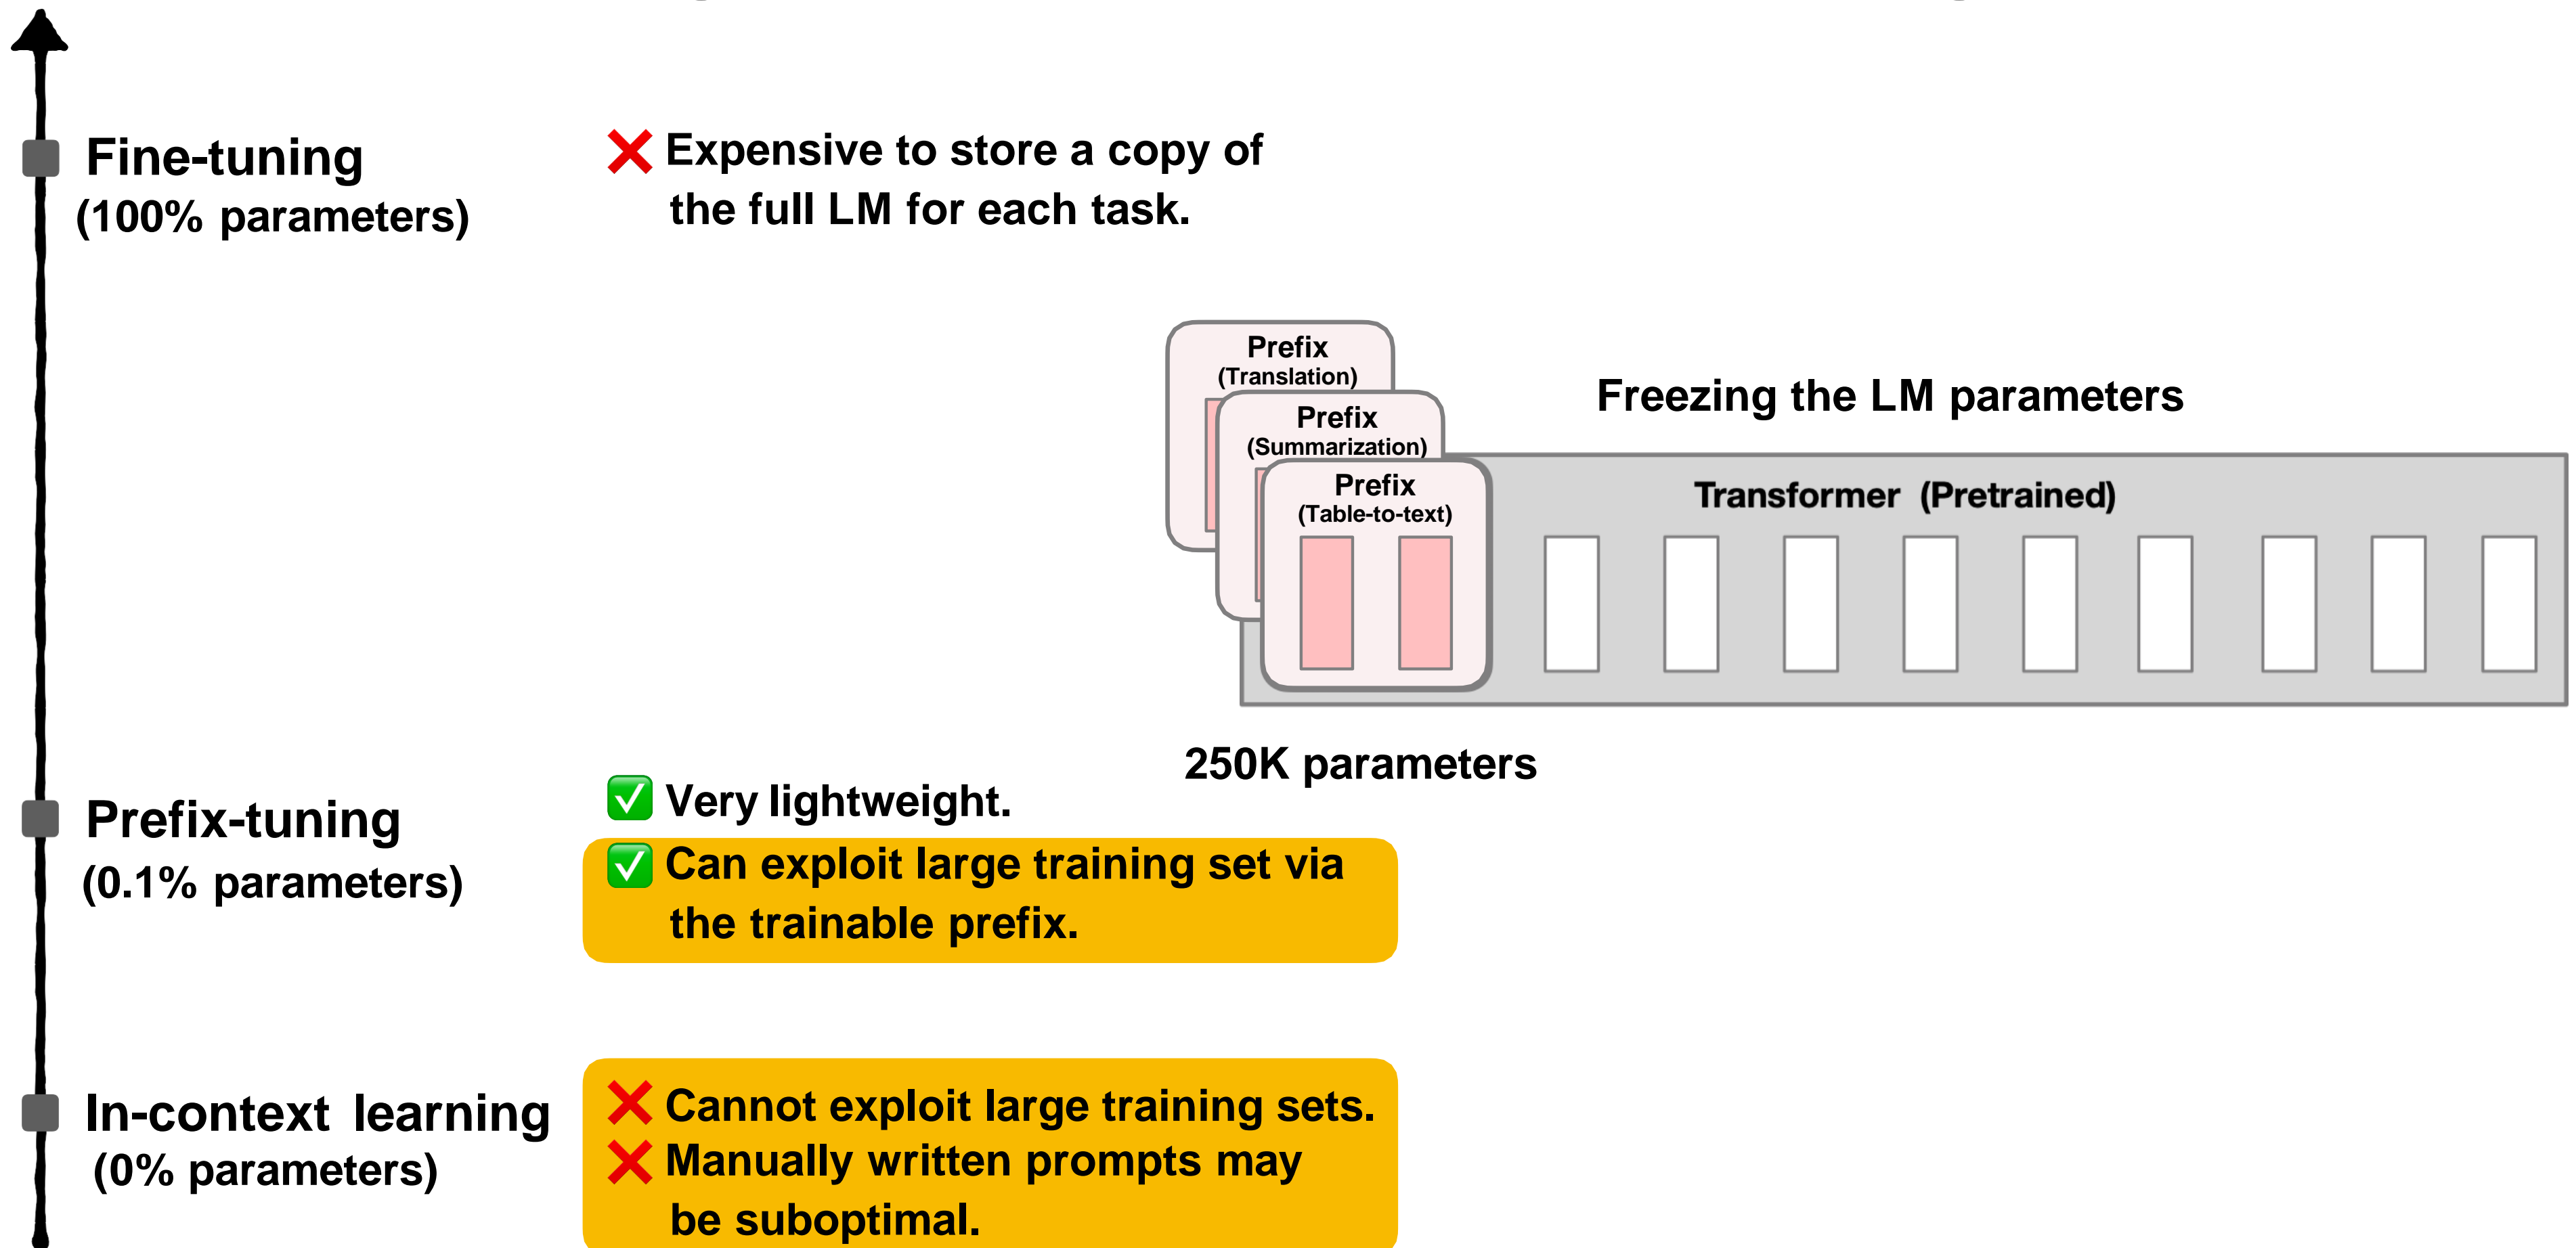 Fine-tuning
(100% parameters)
❌ Expensive to store a copy of
the full LM for each task.
Prefix
(Translation)
Prefix
(Summarization)
Prefix
(Table-to-text)
Freezing the LM parameters
Transformer (Pretrained)
250K parameters
Prefix-tuning
(0.1% parameters)
✅ Very lightweight.
✅ Can exploit large training set via
the trainable prefix.
In-context learning
(0% parameters)
❌ Cannot exploit large training sets.
❌ Manually written prompts may
be suboptimal.